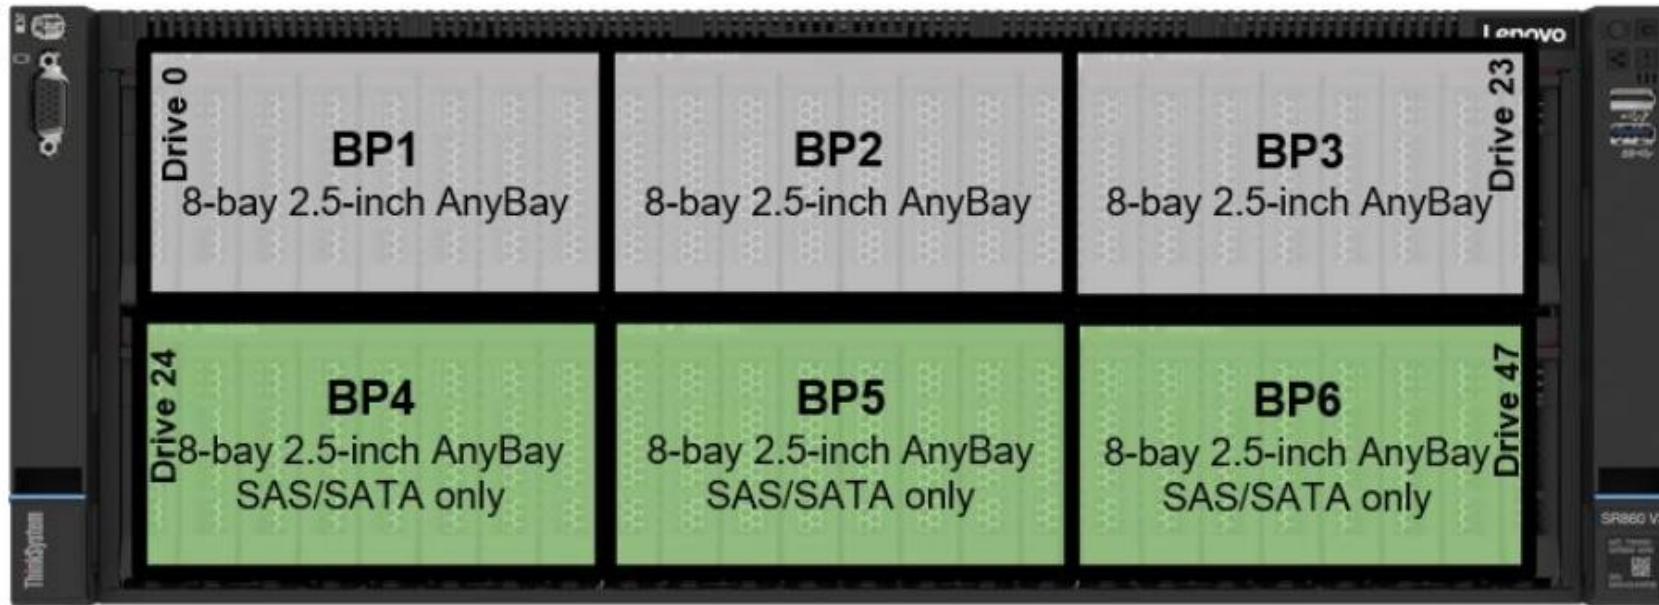 Lenovo
Drive 0
BP1
8-bay 2.5-inch AnyBay
BP2
8-bay 2.5-inch AnyBay
BP3
8-bay 2.5-inch AnyBay
Drive 23
Drive 24
BP4
8-bay 2.5-inch AnyBay
SAS/SATA only
BP5
8-bay 2.5-inch AnyBay
SAS/SATA only
BP6
8-bay 2.5-inch AnyBay
SAS/SATA only
Drive 47
ThinkSystem
SR860